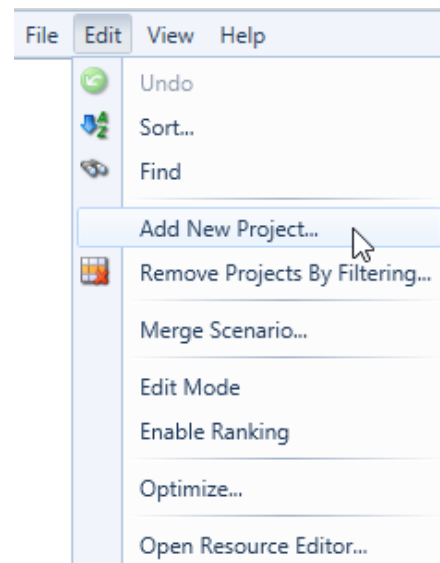 File Edit View Help
Undo
Sort...
Find
Add New Project...
Remove Projects By Filtering...
Merge Scenario...
Edit Mode
Enable Ranking
Optimize...
Open Resource Editor...